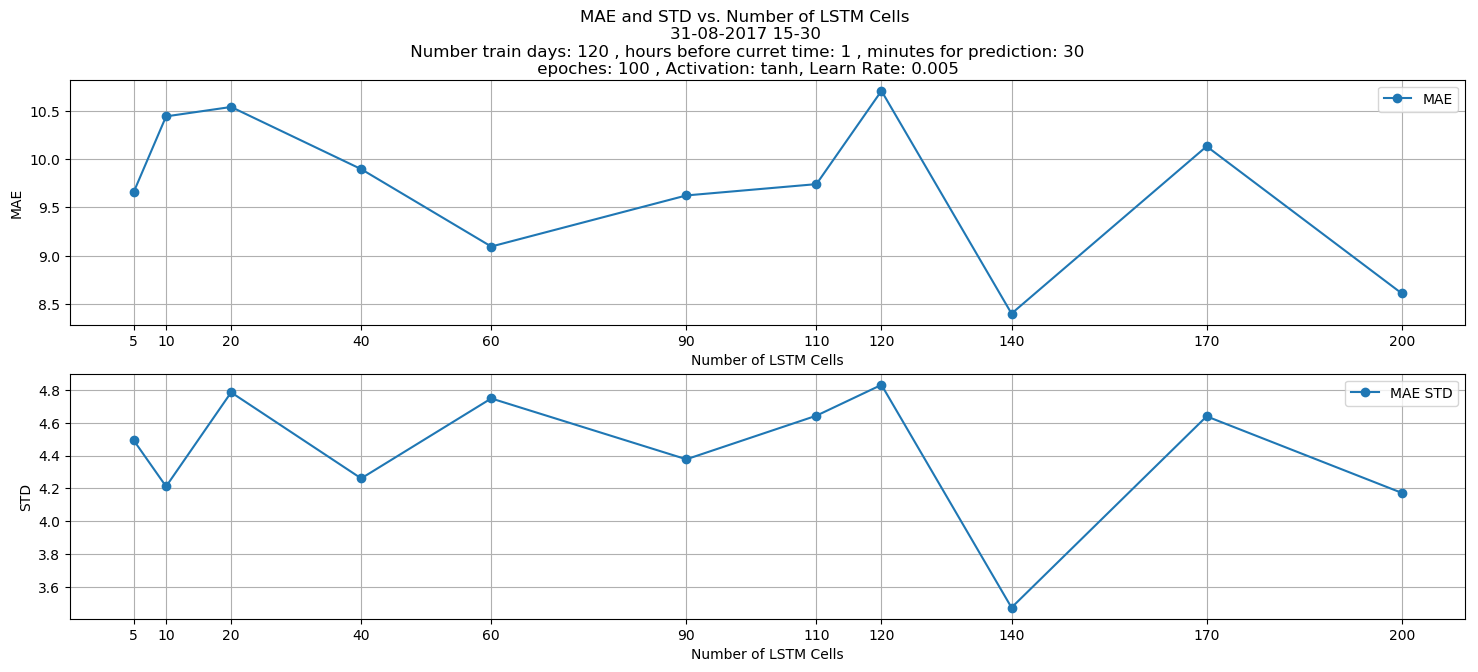 MAE and STD vs. Number of LSTM Cells
31-08-2017 15-30
Number train days: 120 , hours before curret time: 1 , minutes for prediction: 30
epoches: 100 , Activation: tanh, Learn Rate: 0.005
MAE
10.5
10.0
9.5
9.0
8.5
MAE
5 10 20 40 60 90 110 120 140 170 200
Number of LSTM Cells
MAE STD
4.8
4.6
4.4
4.2
4.0
3.8
3.6
STD
5 10 20 40 60 90 110 120 140 170 200
Number of LSTM Cells